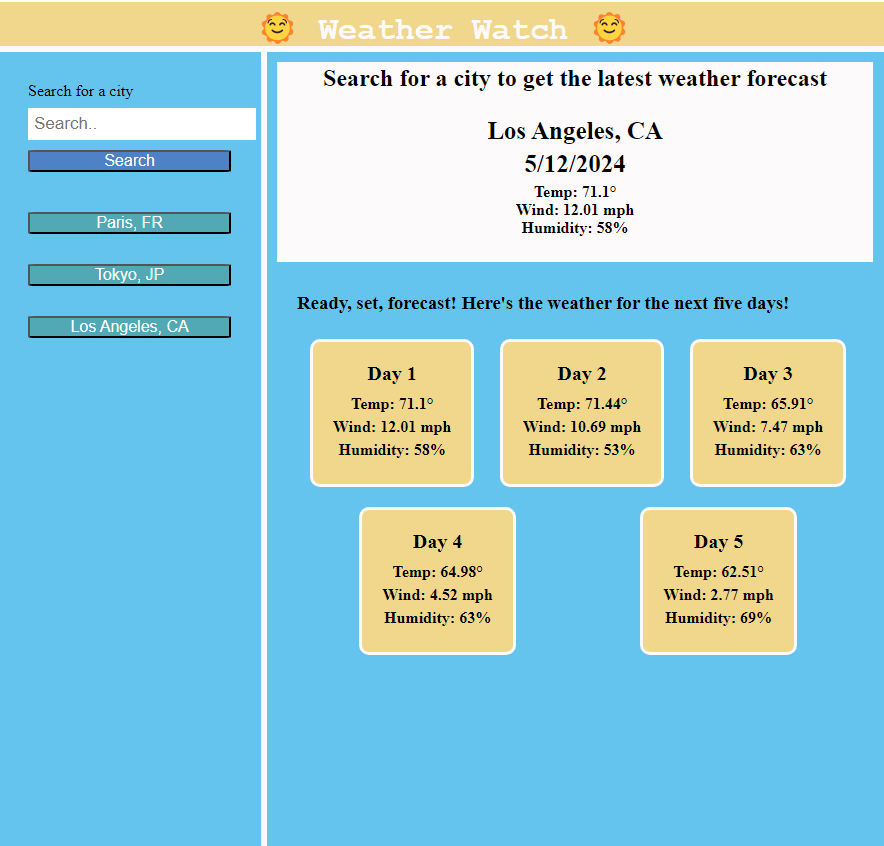 Weather Watch
Search for a city
Search..
Search
Paris, FR
Tokyo, JP
Los Angeles, CA
Search for a city to get the latest weather forecast
Los Angeles, CA
5/12/2024
Temp: 71.1°
Wind: 12.01 mph
Humidity: 58%
Ready, set, forecast! Here's the weather for the next five days!
Day 1
Temp: 71.1°
Wind: 12.01 mph
Humidity: 58%
Day 2
Temp: 71.44°
Wind: 10.69 mph
Humidity: 53%
Day 3
Temp: 65.91°
Wind: 7.47 mph
Humidity: 63%
Day 4
Temp: 64.98°
Wind: 4.52 mph
Humidity: 63%
Day 5
Temp: 62.51°
Wind: 2.77 mph
Humidity: 69%